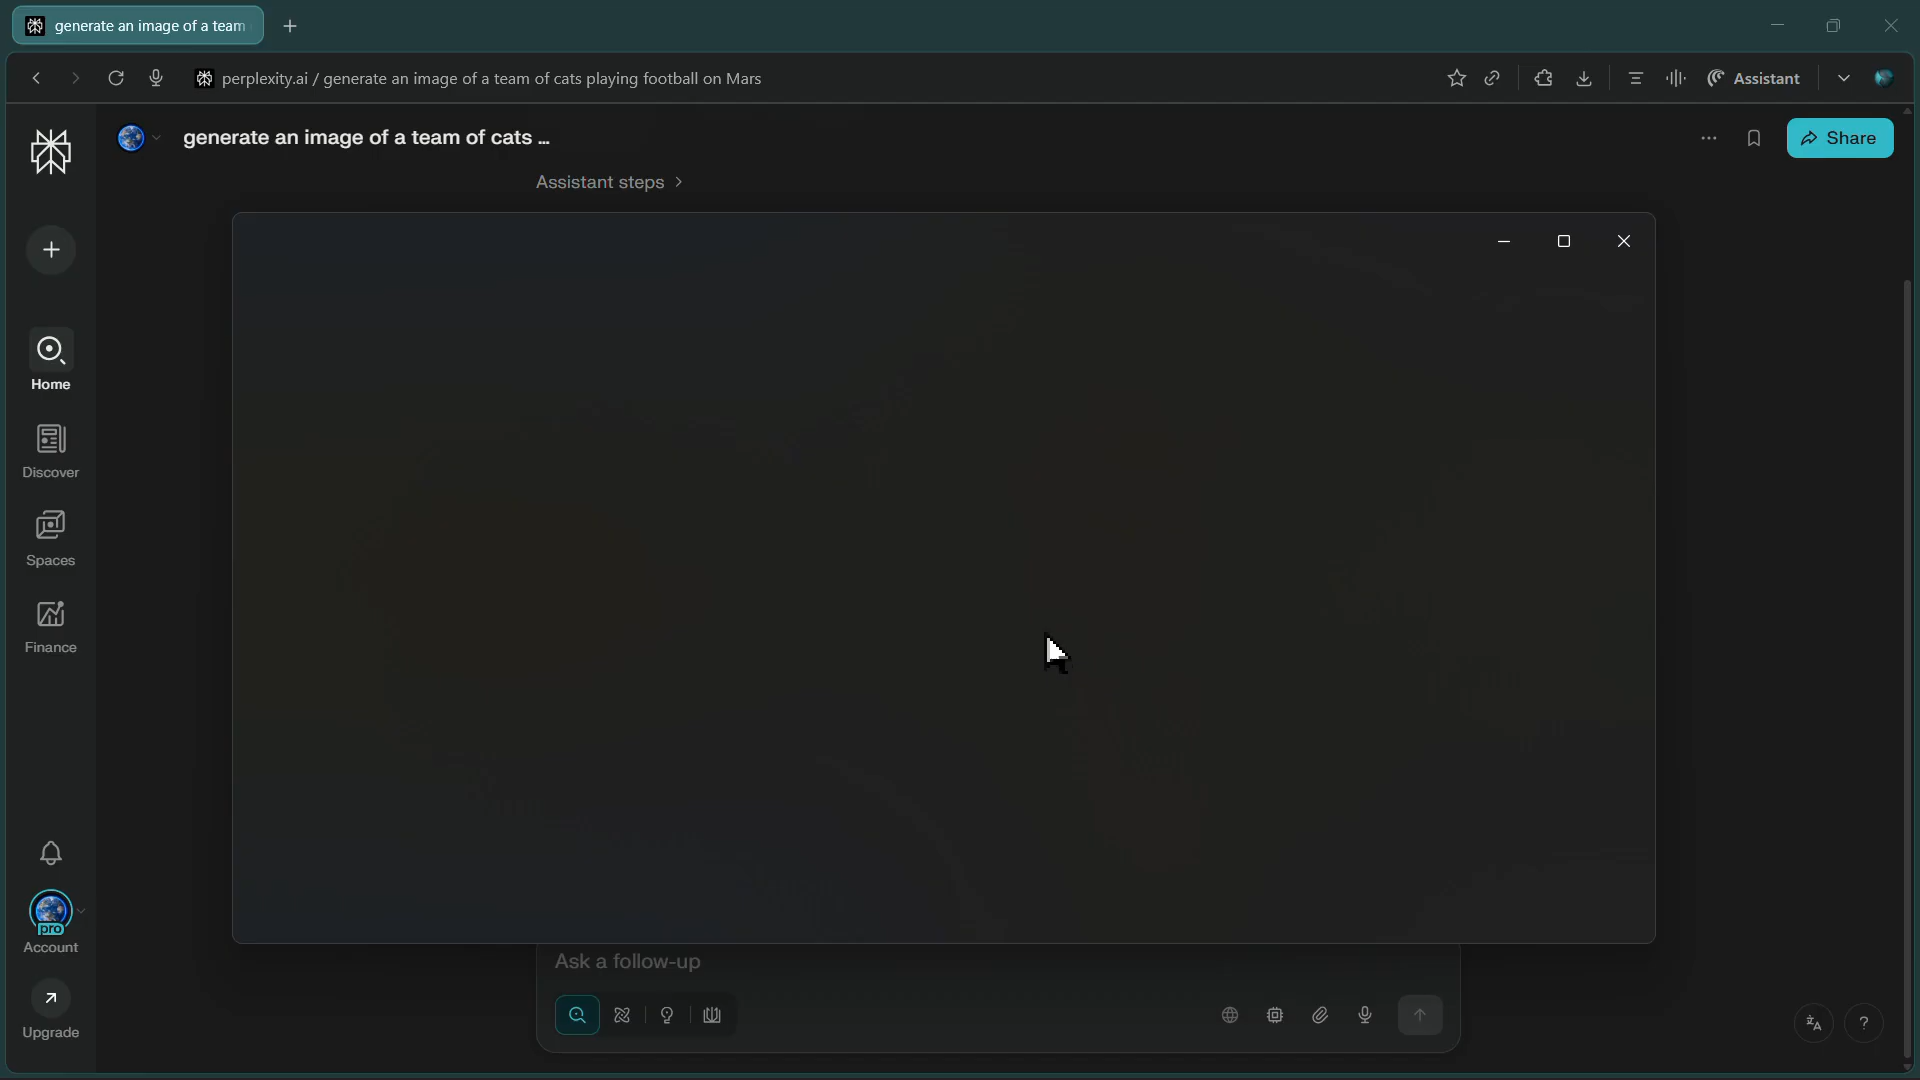 generate an image of a team
perplexity.ai / generate an image of a team of cats playing football on Mars
Assistant
generate an image of a team of cats ...
Share
Assistant steps
Home
Discover
Spaces
Finance
pro
Account
Upgrade
Ask a follow-up
?